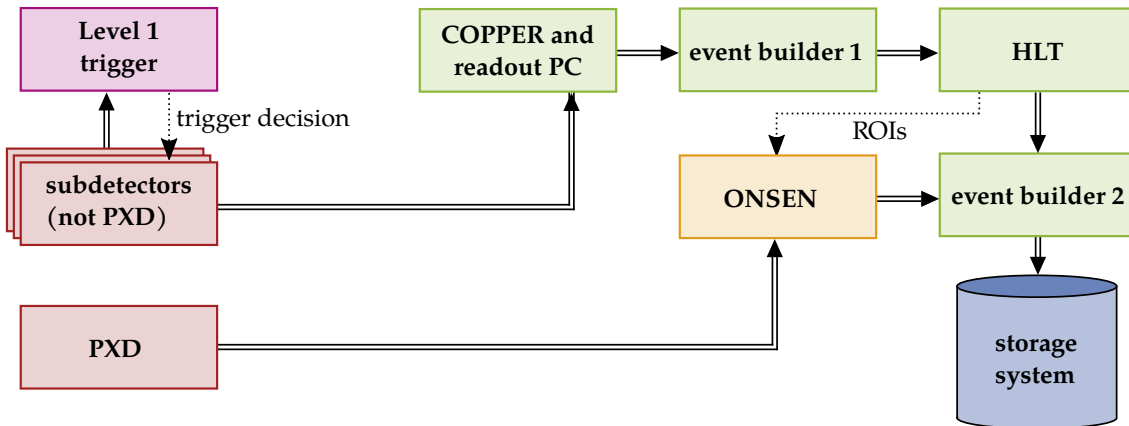 Level 1
trigger
COPPER and
readout PC
event builder 1
HLT
trigger decision
ROIs
subdetectors
(not PXD)
ONSEN
event builder 2
PXD
storage
system